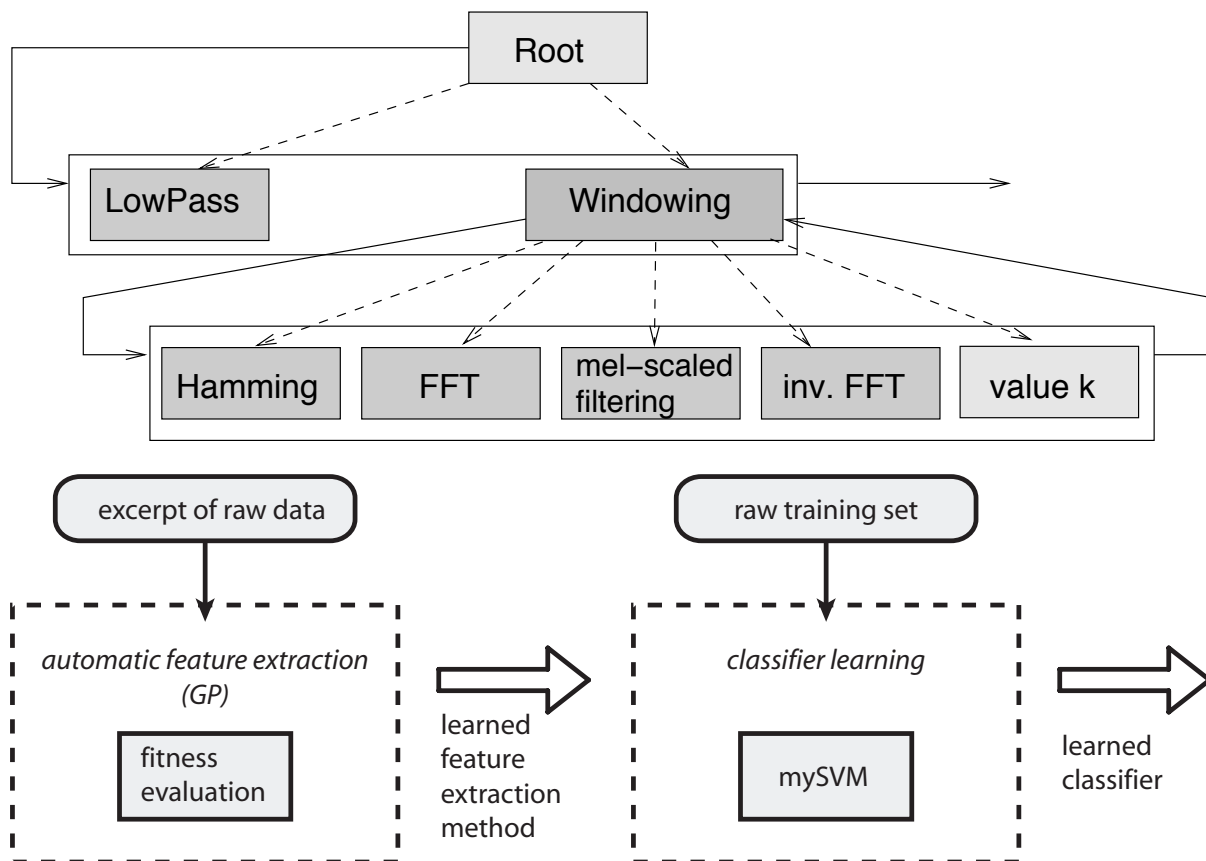 Root
LowPass
Windowing
Hamming
FFT
mel−scaled
filtering
inv. FFT
value k
excerpt of raw data
raw training set
automatic feature extraction
(GP)
fitness
evaluation
learned
feature
extraction
method
classifier learning
mySVM
learned
classifier